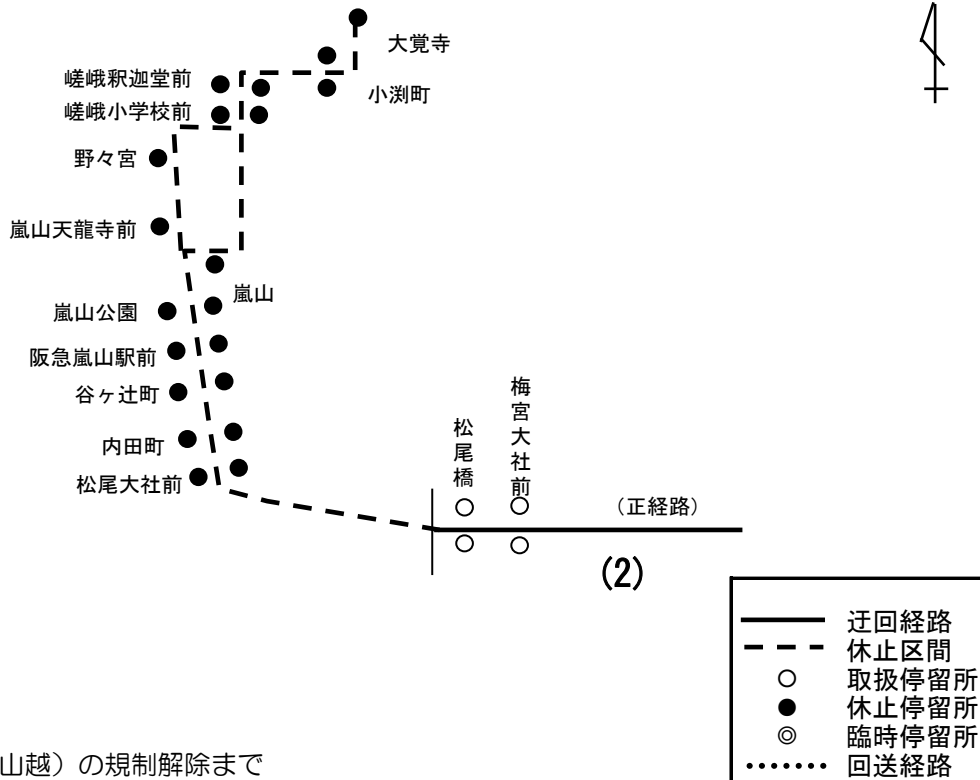 大覚寺
嵯峨釈迦堂前
小渕町
嵯峨小学校前
野々宮
嵐山天龍寺前
嵐山
嵐山公園
阪急嵐山駅前
谷ヶ辻町
内田町
松尾大社前
松尾橋
梅宮大社前
（正経路）
(2)
迂回経路
休止区間
取扱停留所
休止停留所
臨時停留所
回送経路
山越）の規制解除まで